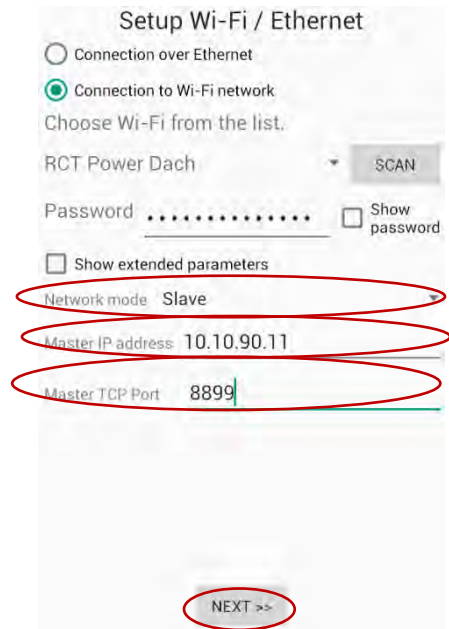 Setup Wi-Fi / Ethernet
Connection over Ethernet
Connection to Wi-Fi network
Choose Wi-Fi from the list.
RCT Power Dach SCAN
Password •••••••••••••• Show password
Show extended parameters
Network mode Slave
Master IP address 10.10.90.11
Master TCP Port 8899
NEXT >>